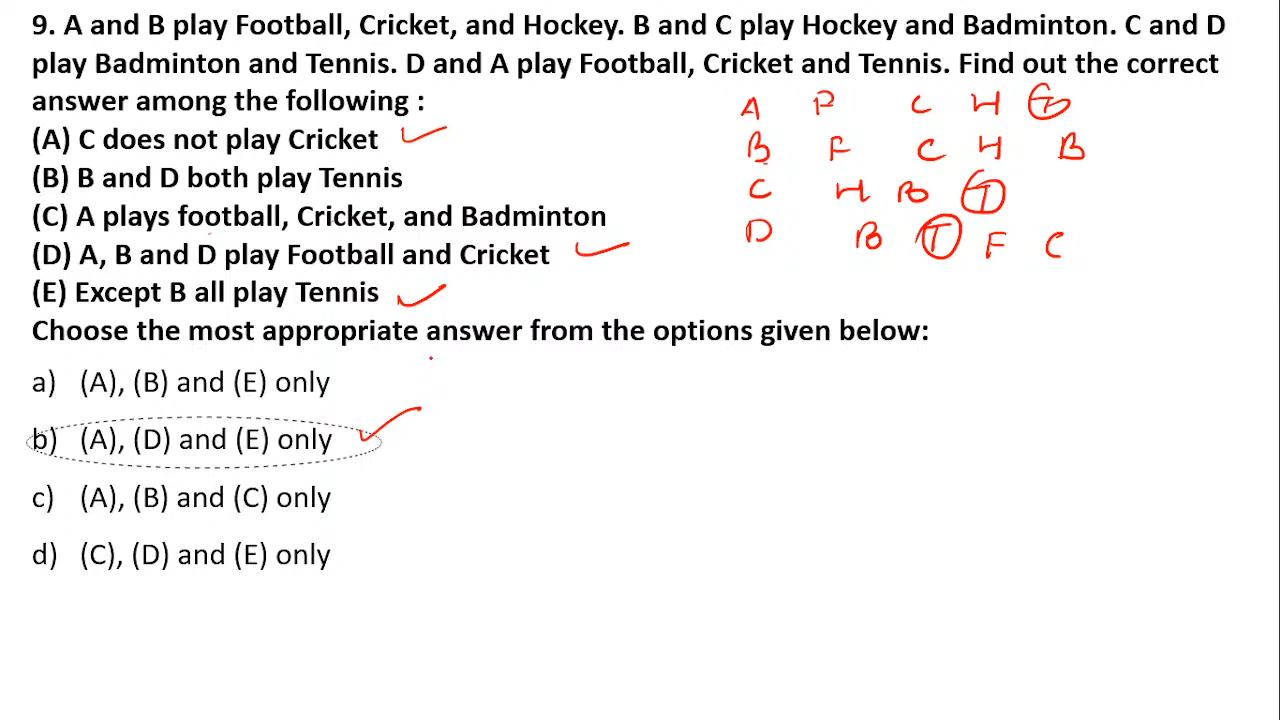 9. A and B play Football, Cricket, and Hockey. B and C play Hockey and Badminton. C and D
play Badminton and Tennis. D and A play Football, Cricket and Tennis. Find out the correct
answer among the following :
A F C H T
(A) C does not play Cricket
B F C H B
(B) B and D both play Tennis
C H B T
(C) A plays football, Cricket, and Badminton
D B T F C
(D) A, B and D play Football and Cricket
(E) Except B all play Tennis
Choose the most appropriate answer from the options given below:
a) (A), (B) and (E) only
b) (A), (D) and (E) only
c) (A), (B) and (C) only
d) (C), (D) and (E) only